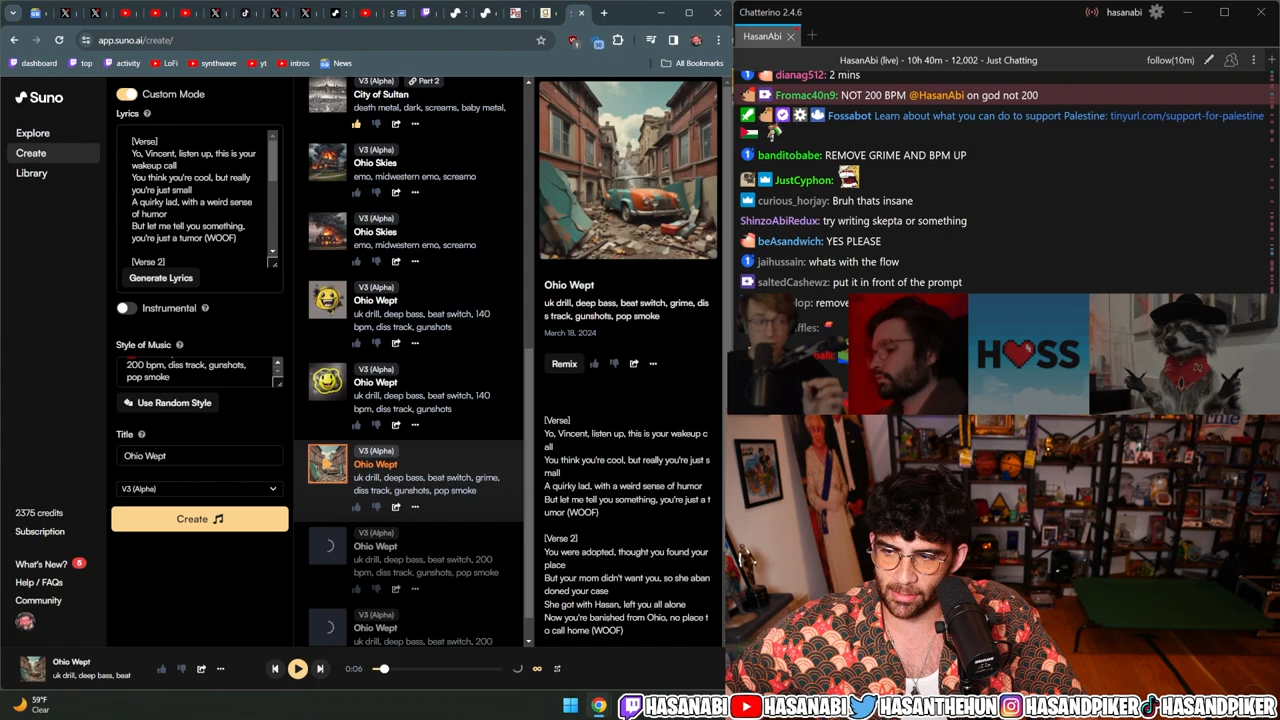 Chatterino 2.4.6
hasanabi
app.suno.ai/create/
HasanAbi
dashboard
top
activity
LoFi
synthwave
yt
intros
News
All Bookmarks
HasanAbi (live) - 10h 40m - 12,002 - Just Chatting
follow(10m)
Suno
Explore
Create
Library
Custom Mode
Lyrics
[Verse]
Yo, Vincent, listen up, this is your
wakeup call
You think you're cool, but really
you're just small
A quirky lad, with a weird sense
of humor
But let me tell you something,
you're just a tumor (WOOF)
[Verse 2]
Generate Lyrics
Instrumental
Style of Music
200 bpm, diss track, gunshots,
pop smoke
Use Random Style
Title
Ohio Wept
V3 (Alpha)
Create
2375 credits
Subscription
What's New?
5
Help / FAQs
Community
V3 (Alpha)
Part 2
City of Sultan
death metal, dark, screams, baby metal,
V3 (Alpha)
Ohio Skies
emo, midwestern emo, screamo
V3 (Alpha)
Ohio Skies
emo, midwestern emo, screamo
V3 (Alpha)
Ohio Wept
uk drill, deep bass, beat switch, 140
bpm, diss track, gunshots
V3 (Alpha)
Ohio Wept
uk drill, deep bass, beat switch, 140
bpm, diss track, gunshots
V3 (Alpha)
Ohio Wept
uk drill, deep bass, beat switch, grime,
diss track, gunshots, pop smoke
V3 (Alpha)
Ohio Wept
uk drill, deep bass, beat switch, 200
bpm, diss track, gunshots, pop smoke
V3 (Alpha)
Ohio Wept
uk drill, deep bass, beat switch, 200
Ohio Wept
uk drill, deep bass, beat switch, grime, dis
s track, gunshots, pop smoke
March 18, 2024
Remix
[Verse]
Yo, Vincent, listen up, this is your wakeup c
all
You think you're cool, but really you're just s
mall
A quirky lad, with a weird sense of humor
But let me tell you something, you're just a t
umor (WOOF)
[Verse 2]
You were adopted, thought you found your
place
But your mom didn't want you, so she aban
doned your case
She got with Hasan, left you all alone
Now you're banished from Ohio, no place t
o call home (WOOF)
dianag512: 2 mins
Fromac40n9: NOT 200 BPM @HasanAbi on god not 200
Fossabot Learn about what you can do to support Palestine: tinyurl.com/support-for-palestine
banditobabe: REMOVE GRIME AND BPM UP
JustCyphon:
curious_horjay: Bruh thats insane
ShinzoAbiRedux: try writing skepta or something
beAsandwich: YES PLEASE
jaihussain: whats with the flow
saltedCashewz: put it in front of the prompt
lop: remove
affles:
H SS
Ohio Wept
uk drill, deep bass, beat
0:06
59°F
Clear
HASANABI
HASANABI
HASANTHEHUN
HASANDPIKER
HASANDPIKER